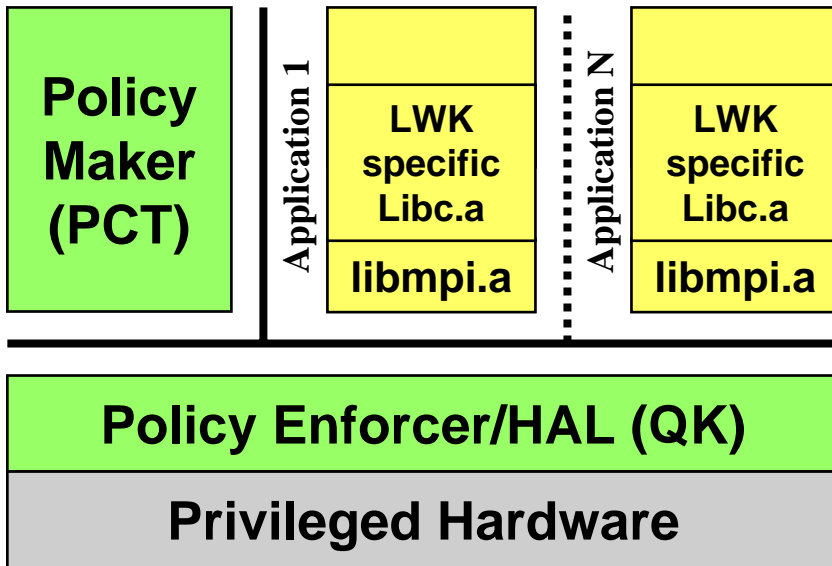 Policy
Maker
(PCT)
Application 1
LWK
specific
Libc.a
libmpi.a
Application N
LWK
specific
Libc.a
libmpi.a
Policy Enforcer/HAL (QK)
Privileged Hardware